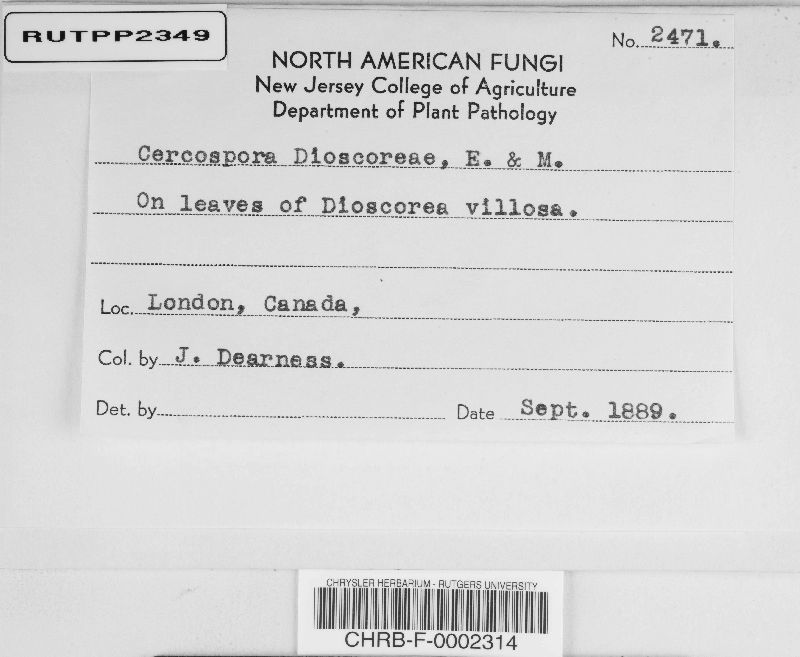 RUTPP2349
No. 2471.
NORTH AMERICAN FUNGI
New Jersey College of Agriculture
Department of Plant Pathology
Cercospora Dioscoreae, E. & M.
On leaves of Dioscorea villosa.
Loc. London, Canada,
Col. by J. Dearness.
Det. by
Date Sept. 1889.
CHRYSLER HERBARIUM - RUTGERS UNIVERSITY
CHRB-F-0002314